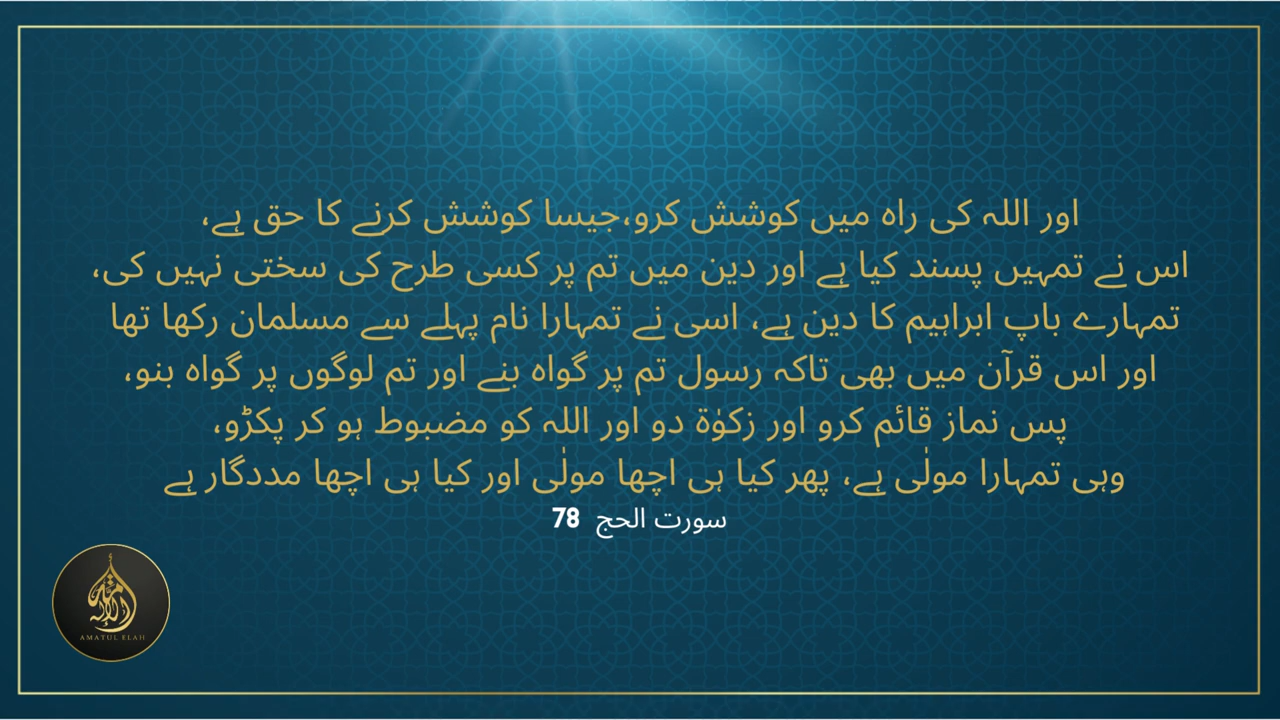 اور اللہ کی راہ میں کوشش کرو،جیسا کوشش کرنے کا حق ہے،
اس نے تمہیں پسند کیا ہے اور دین میں تم پر کسی طرح کی سختی نہیں کی،
تمہارے باپ ابراہیم کا دین ہے، اسی نے تمہارا نام پہلے سے مسلمان رکھا تھا
اور اس قرآن میں بھی تاکہ رسول تم پر گواہ بنے اور تم لوگوں پر گواہ بنو،
پس نماز قائم کرو اور زکوٰۃ دو اور اللہ کو مضبوط ہو کر پکڑو،
وہی تمہارا مولٰی ہے، پھر کیا ہی اچھا مولٰی اور کیا ہی اچھا مددگار ہے
سورت الحج 78
AMATUL ELAH